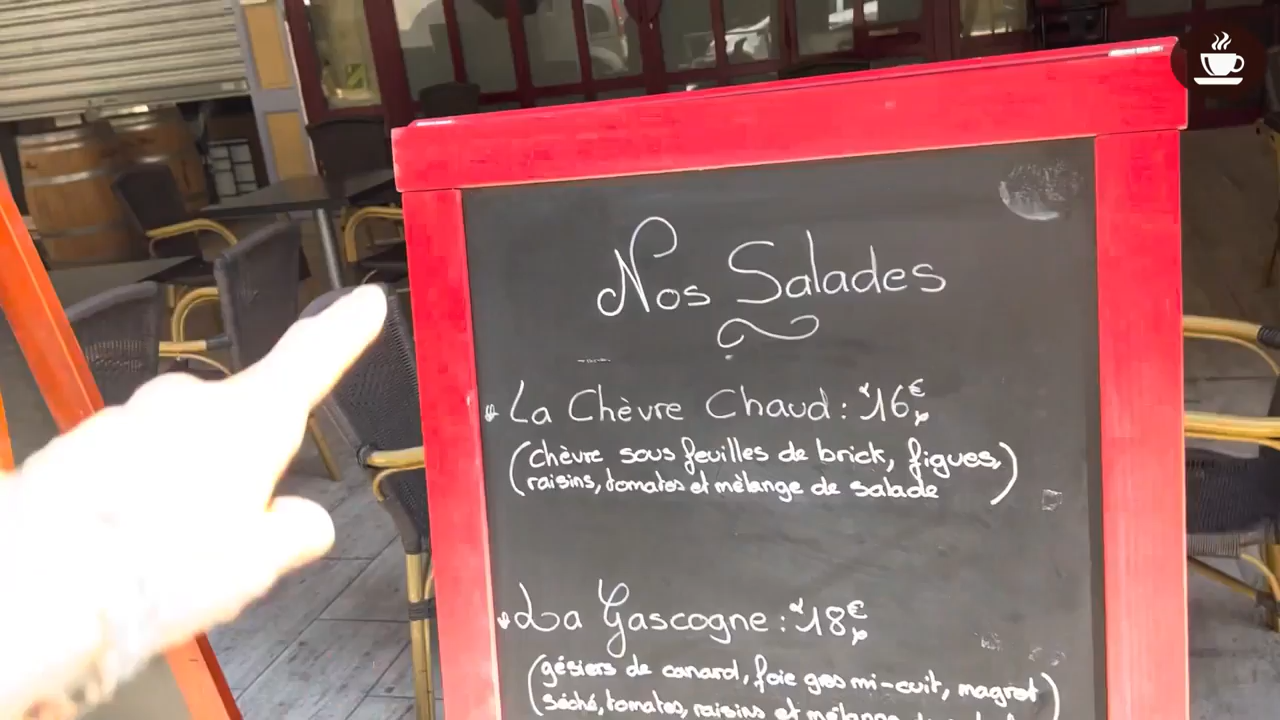 Nos Salades
La Chèvre Chaud : 16€
(chèvre sous feuilles de brick, figues,
raisins, tomates et mèlange de salade)
La Gascogne : 18€
(gésiers de canard, foie gras mi-cuit, magret
séché, tomates, raisins et mélange